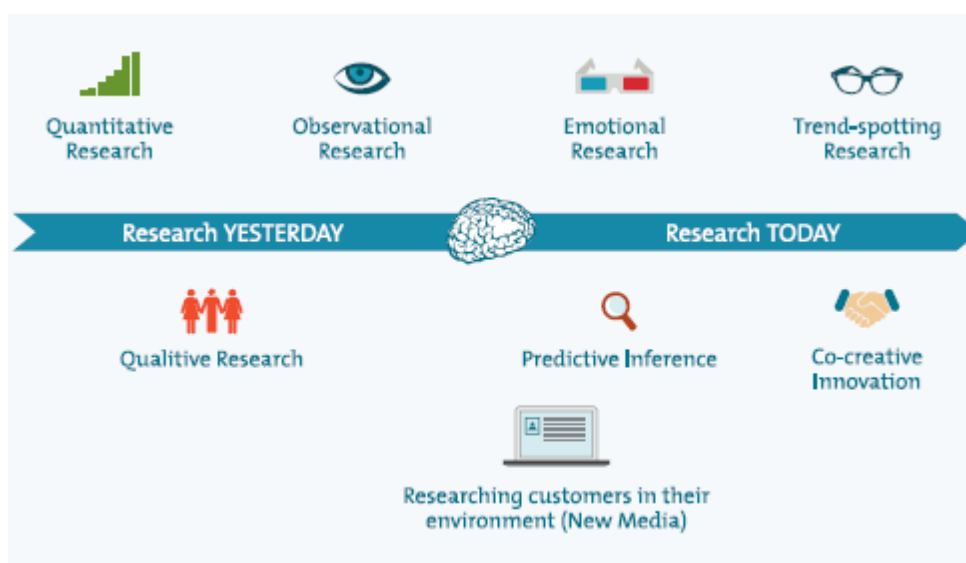 Quantitative
Research
Observational
Research
Emotional
Research
Trend-spotting
Research
Research YESTERDAY
Research TODAY
Qualitive Research
Predictive Inference
Co-creative
Innovation
Researching customers in their
environment (New Media)